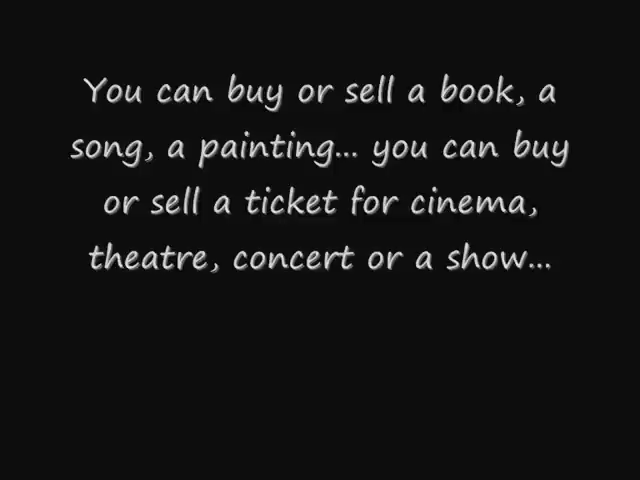 You can buy or sell a book, a
song, a painting... you can buy
or sell a ticket for cinema,
theatre, concert or a show...